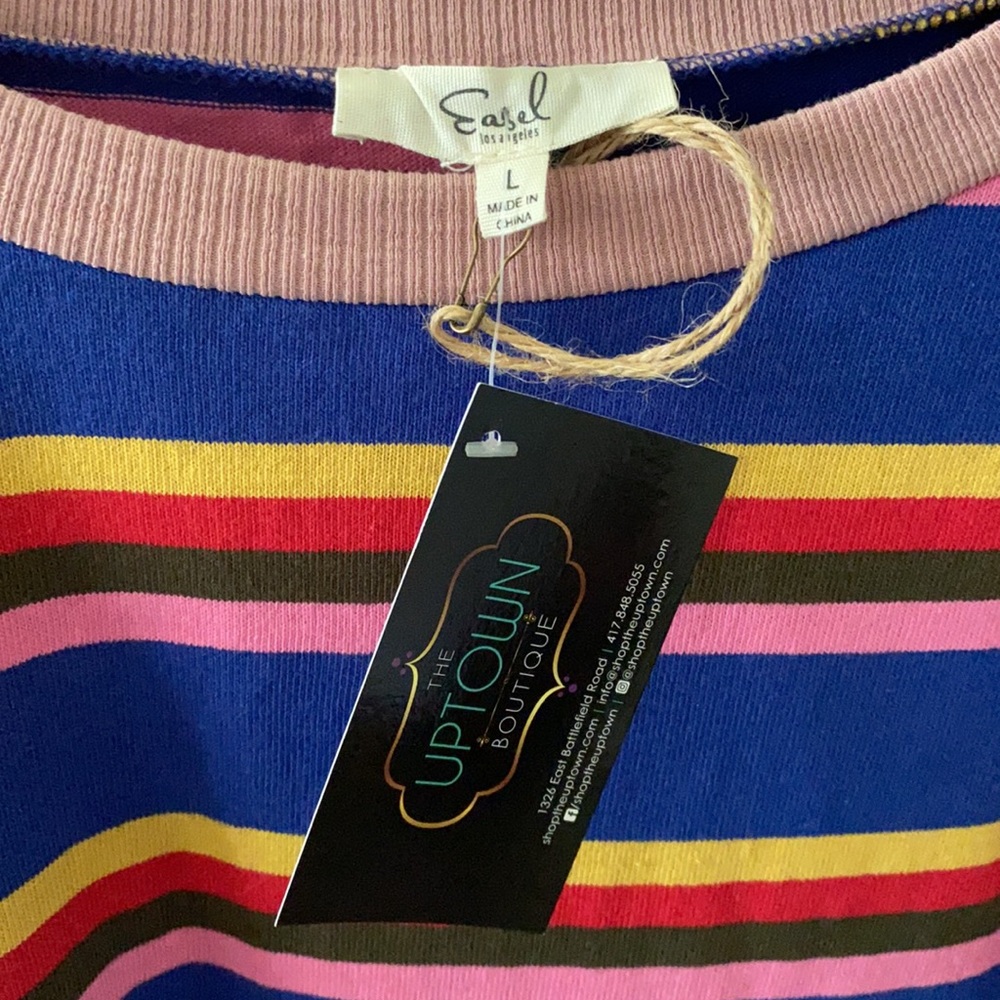 Easel
los angeles
L
MADE IN
CHINA
THE
UPTOWN
BOUTIQUE
1326 East Battlefield Road | 417.848.5055
shoptheuptown.com | info@shoptheuptown.com
f/shoptheuptown | @shoptheuptown